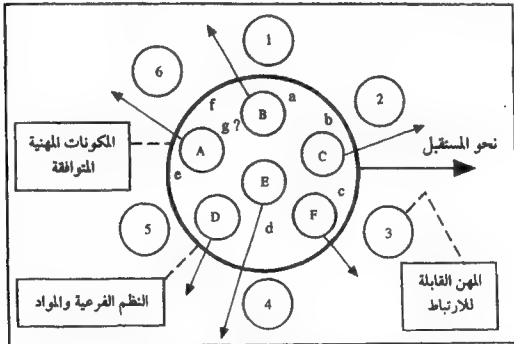 1
6
2
f
a
b
g ?
B
A
C
نحو المستقبل
المكونات المهنية
المتوافقة
e
E
c
D
F
d
5
3
4
النظم الفرعية والمواد
المهن القابلة
للارتباط